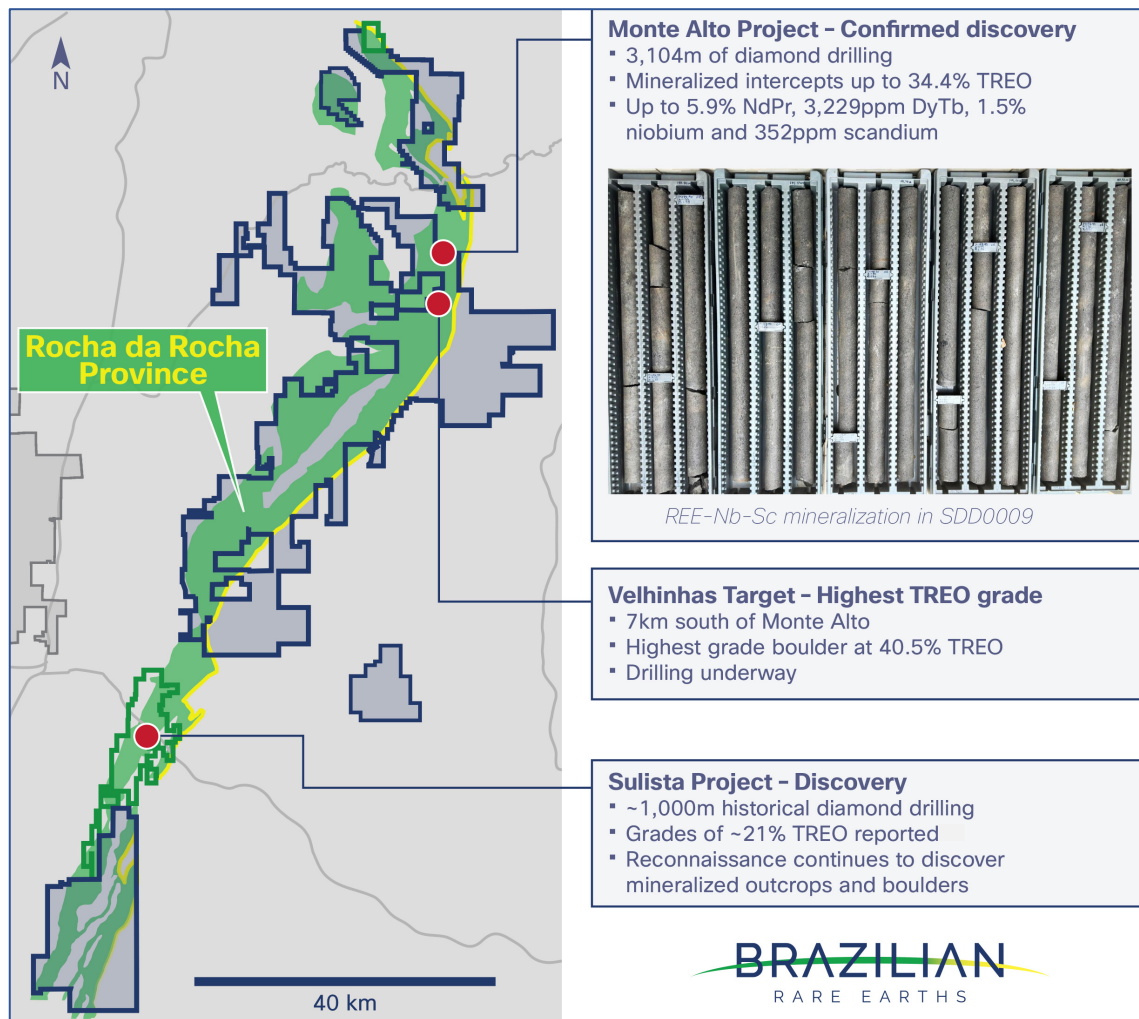 N
Rocha da Rocha
Province
40 km
Monte Alto Project – Confirmed discovery
▪ 3,104m of diamond drilling
▪ Mineralized intercepts up to 34.4% TREO
▪ Up to 5.9% NdPr, 3,229ppm DyTb, 1.5%
niobium and 352ppm scandium
REE-Nb-Sc mineralization in SDD0009
Velhinhas Target – Highest TREO grade
▪ 7km south of Monte Alto
▪ Highest grade boulder at 40.5% TREO
▪ Drilling underway
Sulista Project – Discovery
▪ ~1,000m historical diamond drilling
▪ Grades of ~21% TREO reported
▪ Reconnaissance continues to discover
mineralized outcrops and boulders
BRAZILIAN
RARE EARTHS